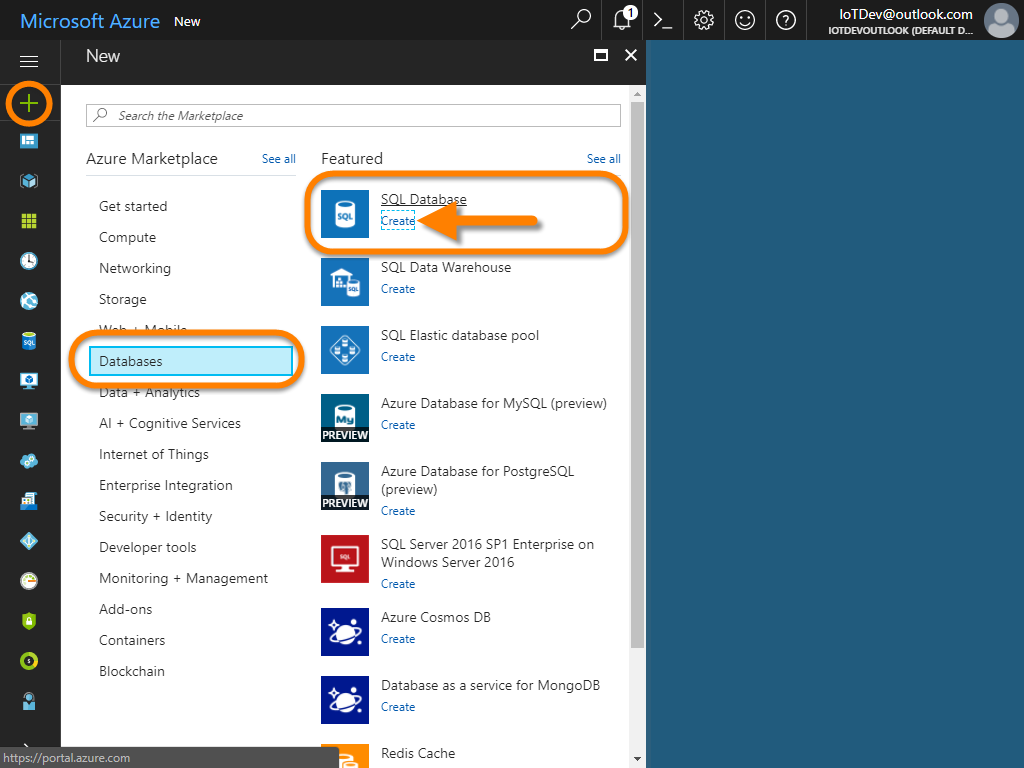 Microsoft Azure New
1
IoTDev@outlook.com
IOTDEVOUTLOOK (DEFAULT D...
New
Search the Marketplace
Azure Marketplace
See all
Get started
Compute
Networking
Storage
Web + Mobile
Databases
Data + Analytics
AI + Cognitive Services
Internet of Things
Enterprise Integration
Security + Identity
Developer tools
Monitoring + Management
Add-ons
Containers
Blockchain
Featured
See all
SQL
SQL Database
Create
SQL
SQL Data Warehouse
Create
SQL Elastic database pool
Create
My
PREVIEW
Azure Database for MySQL (preview)
Create
PREVIEW
Azure Database for PostgreSQL
(preview)
Create
SQL
SQL Server 2016 SP1 Enterprise on
Windows Server 2016
Create
Azure Cosmos DB
Create
Database as a service for MongoDB
Create
Redis Cache
SQL
https://portal.azure.com